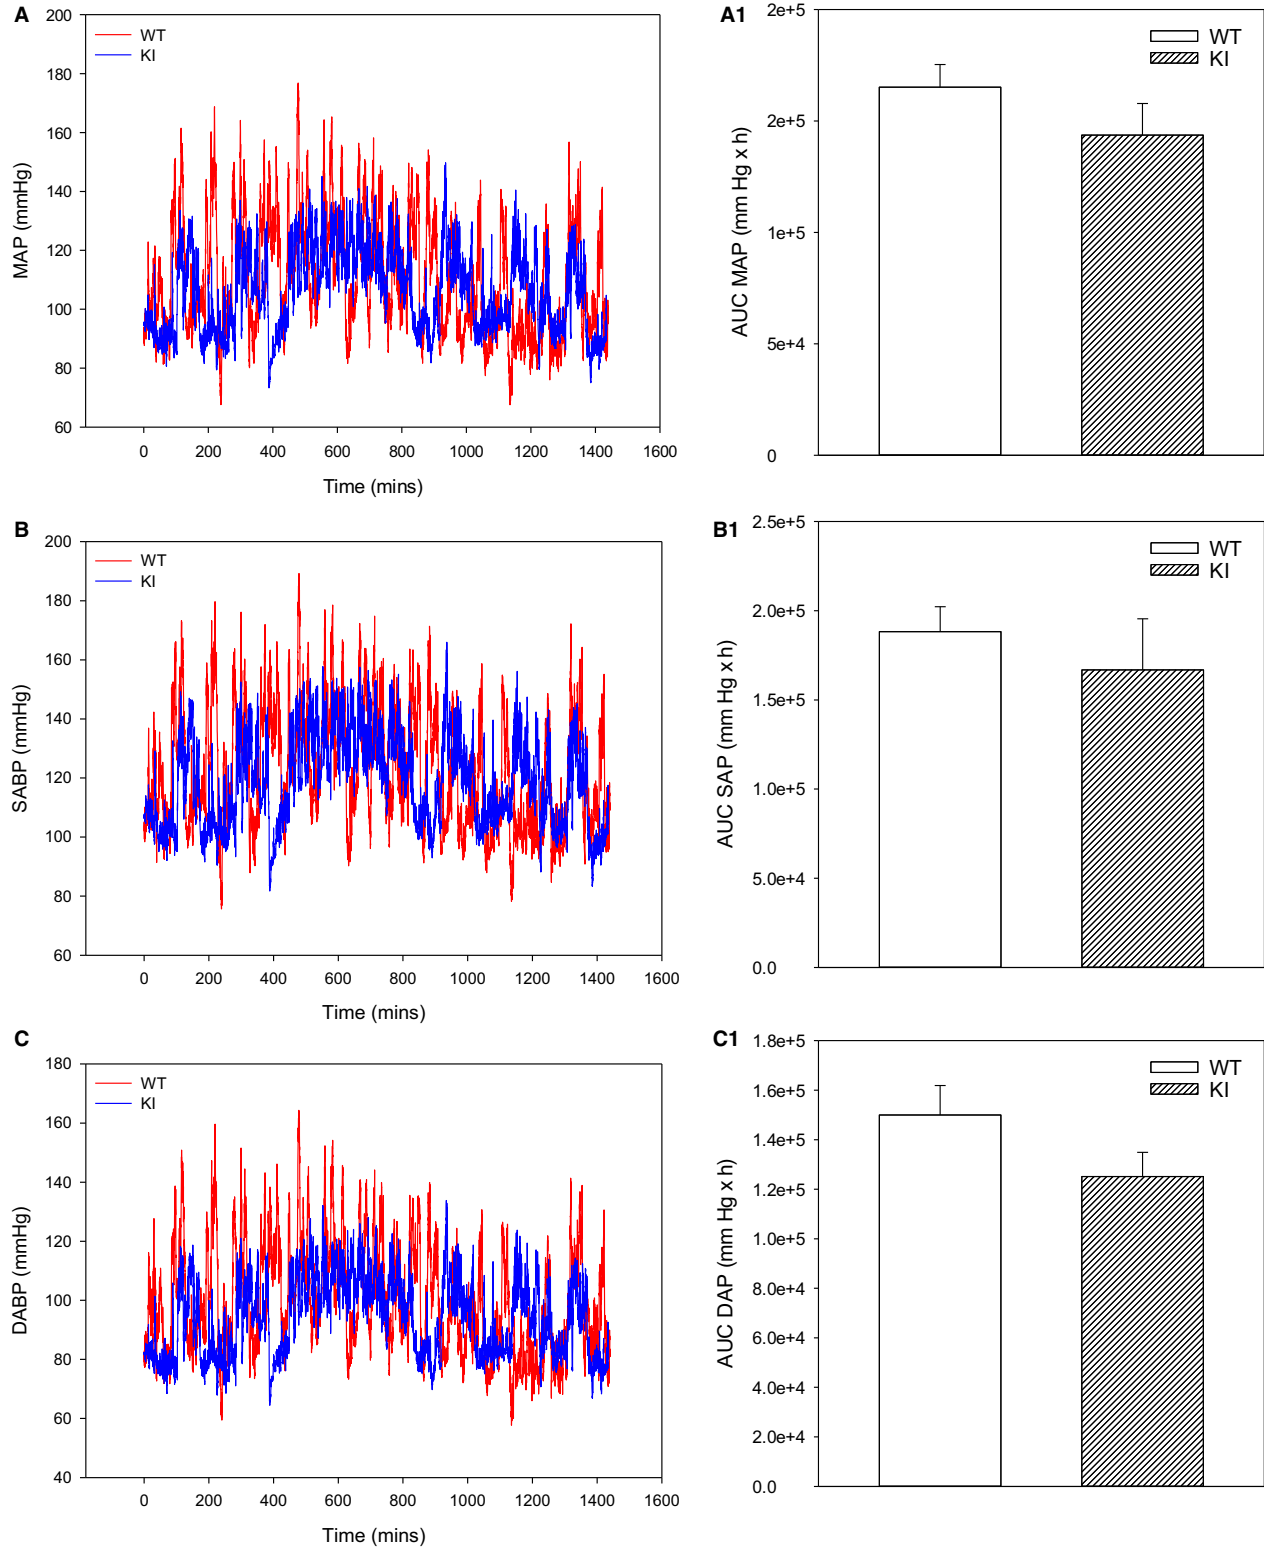 A
200
180
160
140
120
100
80
60
MAP (mmHg)
WT
KI
0 200 400 600 800 1000 1200 1400 1600
Time (mins)
A1
2e+5
2e+5
1e+5
5e+4
0
AUC MAP (mm Hg x h)
WT
KI
B
200
180
160
140
120
100
80
60
SABP (mmHg)
WT
KI
0 200 400 600 800 1000 1200 1400 1600
Time (mins)
B1
2.5e+5
2.0e+5
1.5e+5
1.0e+5
5.0e+4
0.0
AUC SAP (mm Hg x h)
WT
KI
C
180
160
140
120
100
80
60
40
DABP (mmHg)
WT
KI
0 200 400 600 800 1000 1200 1400 1600
Time (mins)
C1
1.8e+5
1.6e+5
1.4e+5
1.2e+5
1.0e+5
8.0e+4
6.0e+4
4.0e+4
2.0e+4
0.0
AUC DAP (mm Hg x h)
WT
KI